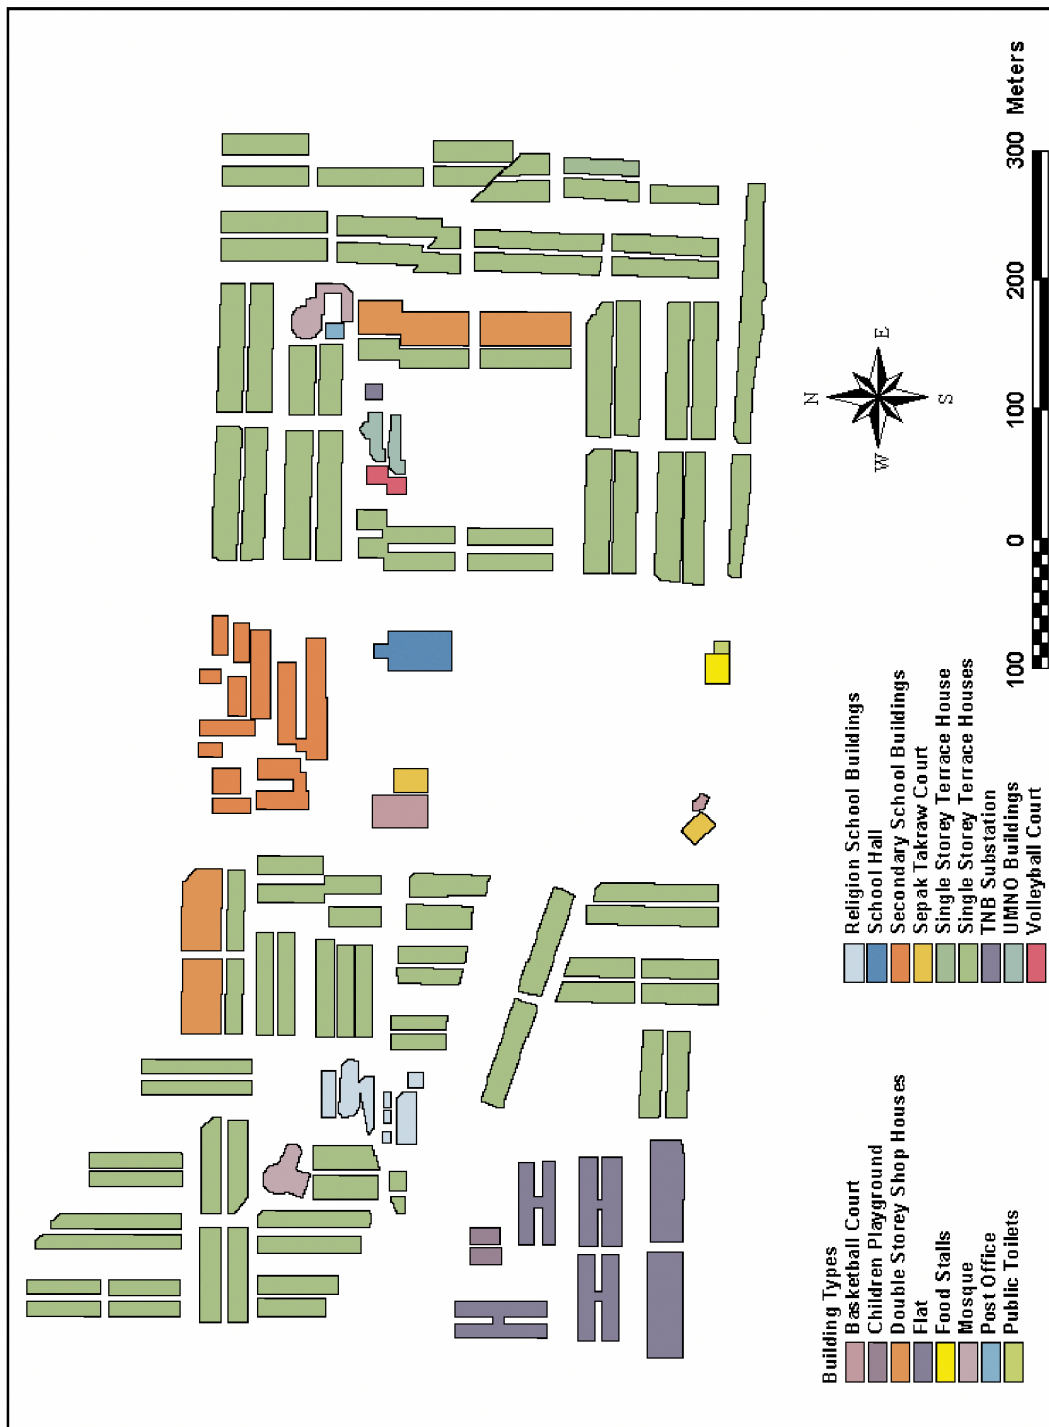 Building Types
Basketball Court
Children Playground
Double Storey Shop Houses
Flat
Food Stalls
Mosque
Post Office
Public Toilets
Religion School Buildings
School Hall
Secondary School Buildings
Sepak Takraw Court
Single Storey Terrace House
Single Storey Terrace Houses
TNB Substation
UMNO Buildings
Volleyball Court
N
W E
S
100 0 100 200 300 Meters